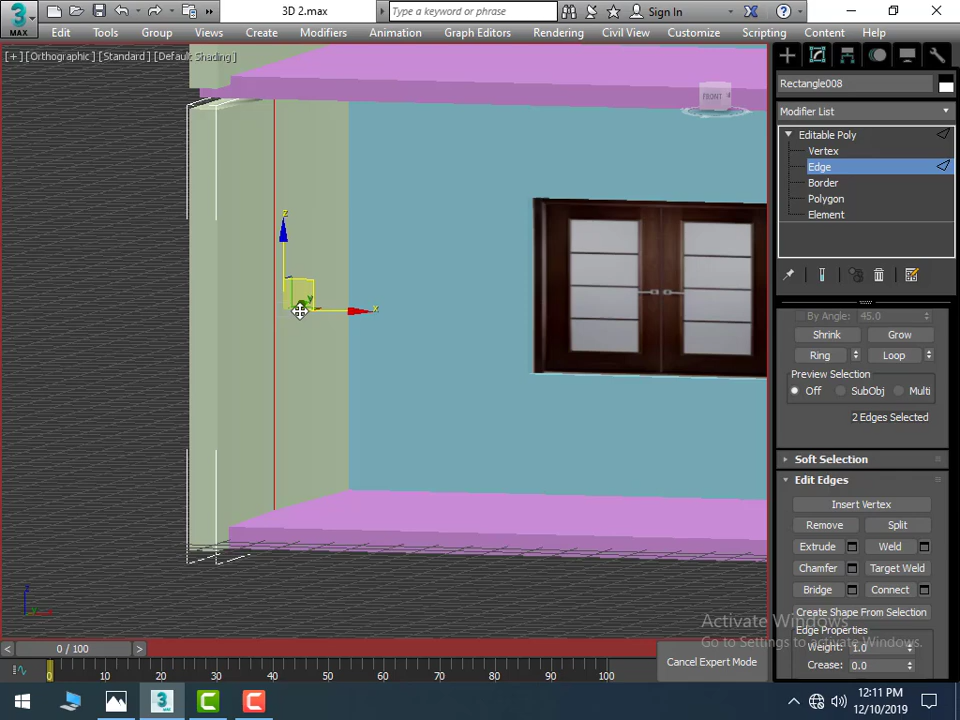 3D 2.max
Type a keyword or phrase
Sign In
MAX
Edit Tools Group Views Create Modifiers Animation Graph Editors Rendering Civil View Customize Scripting Content Help
[+] [Orthographic] [Standard] [Default Shading]
FRONT
Rectangle008
Modifier List
Editable Poly
Vertex
Edge
Border
Polygon
Element
By Angle: 45.0
Shrink Grow
Ring Loop
Preview Selection
Off SubObj Multi
2 Edges Selected
Soft Selection
Edit Edges
Insert Vertex
Remove Split
Extrude Weld
Chamfer Target Weld
Bridge Connect
Create Shape From Selection
Edge Properties
Weight: 1.0
Crease: 0.0
z
y
x
Activate Windows
Go to Settings to activate Windows.
0 / 100
Cancel Expert Mode
0 10 20 30 40 50 60 70 80 90 100
3 MAX
12:11 PM
12/10/2019